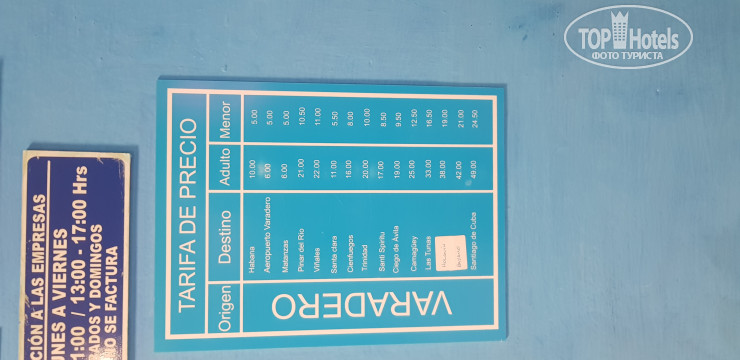 TOP Hotels
ФОТО ТУРИСТА
CIÓN A LAS EMPRESAS
UNES A VIERNES
1:00 / 13:00 - 17:00 Hrs
BADOS Y DOMINGOS
O SE FACTURA
TARIFA DE PRECIO
Origen Destino Adulto Menor
VARADERO
Habana 10.00 5.00
Aeropuerto Varadero 6.00 5.00
Matanzas 6.00 5.00
Pinar del Río 21.00 10.50
Viñales 22.00 11.00
Santa clara 11.00 5.50
Cienfuegos 16.00 8.00
Trinidad 20.00 10.00
Santi Spíritu 17.00 8.50
Ciego de Ávila 19.00 9.50
Camagüey 25.00 12.50
Las Tunas 33.00 16.50
38.00 19.00
42.00 21.00
Santiago de Cuba 49.00 24.50